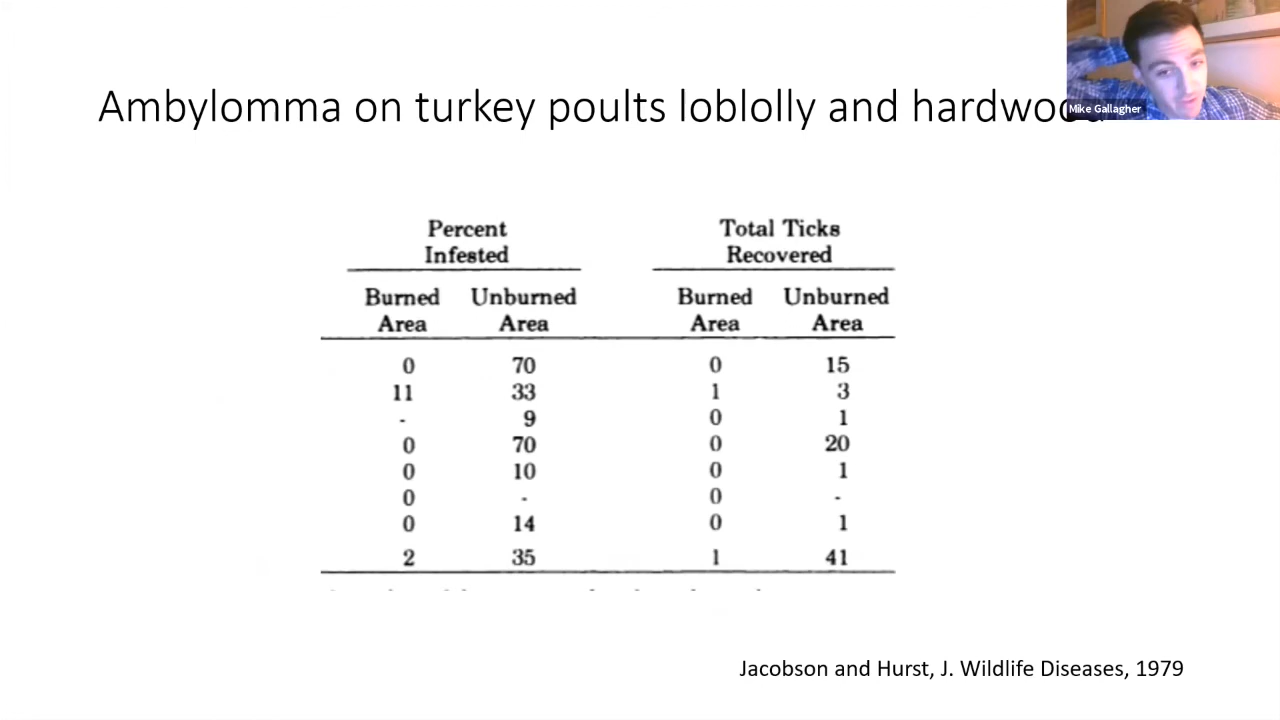 Mike Gallagher
Ambylomma on turkey poults loblolly and hardwood
Percent Total Ticks
Infested Recovered
Burned Unburned Burned Unburned
Area Area Area Area
0 70 0 15
11 33 1 3
- 9 0 1
0 70 0 20
0 10 0 1
0 - 0 -
0 14 0 1
2 35 1 41
Jacobson and Hurst, J. Wildlife Diseases, 1979